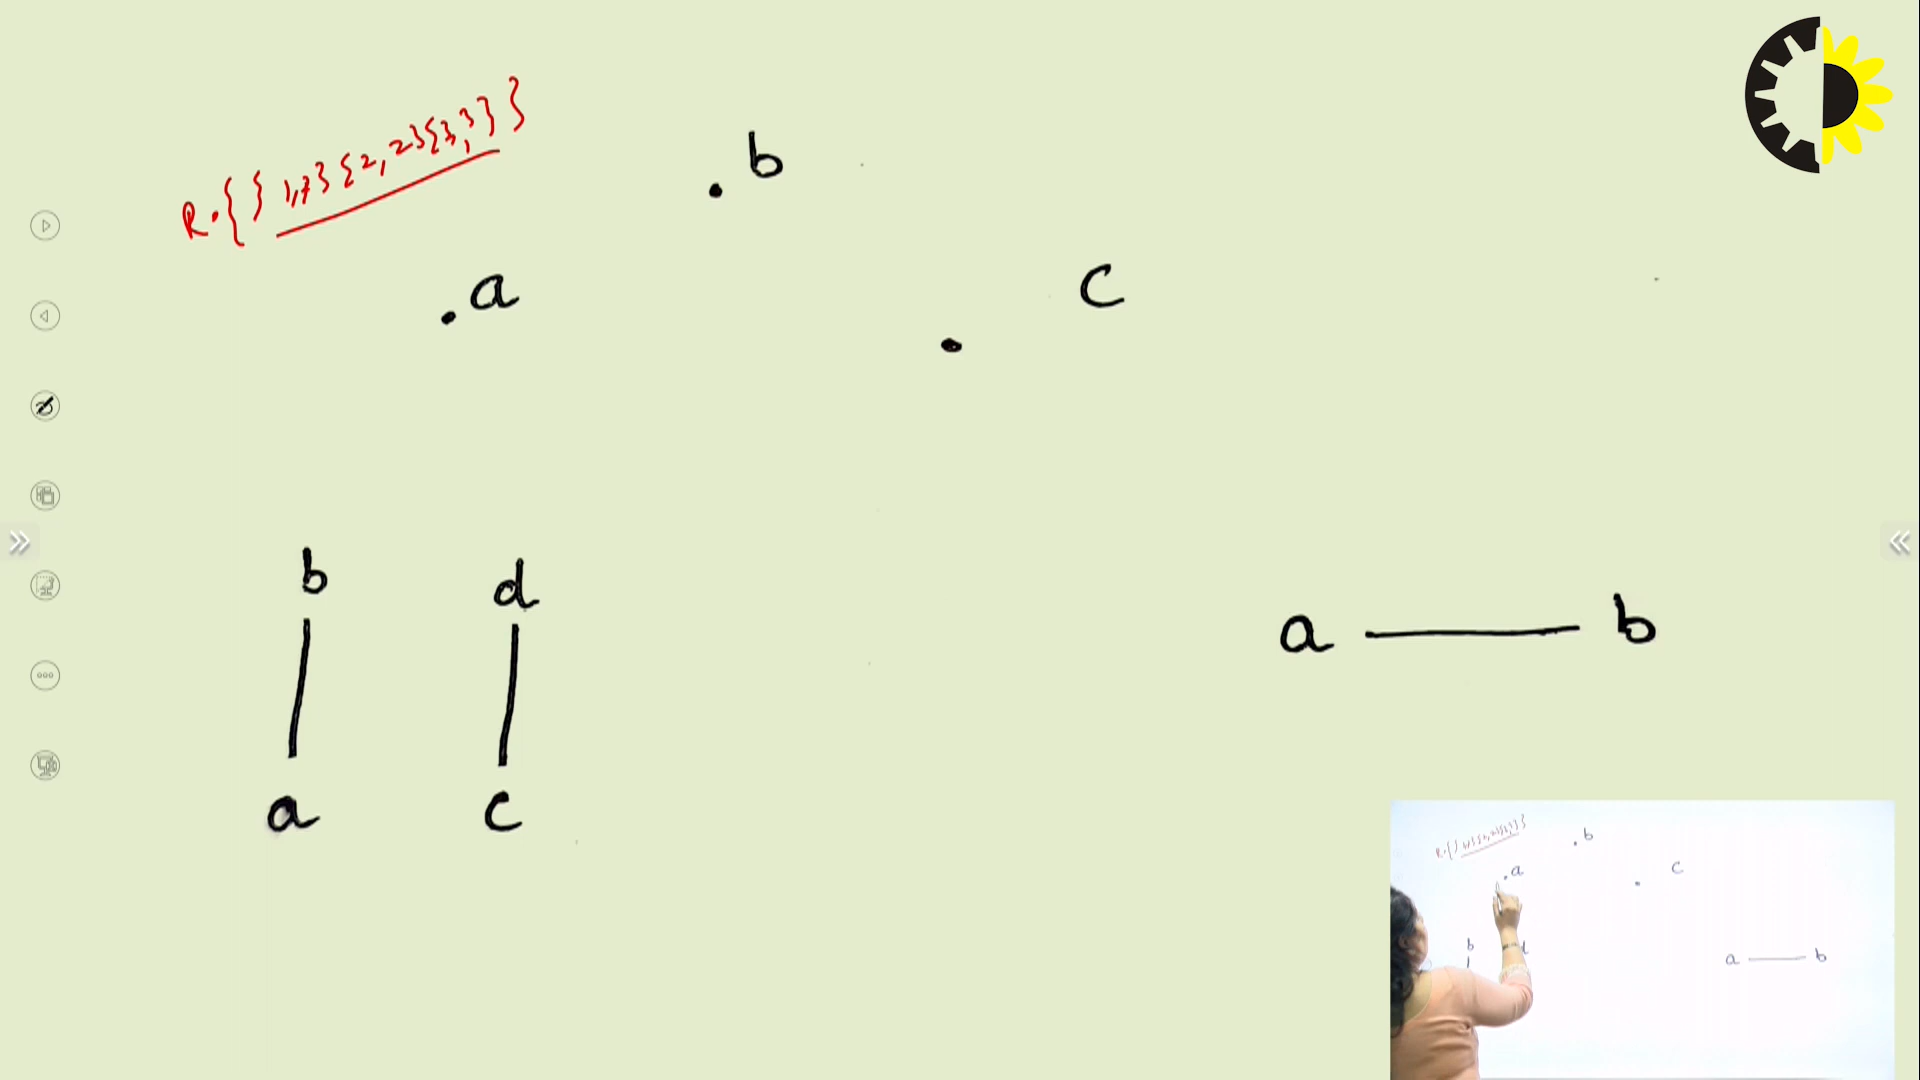 R.{} 1,1}{2,2}{3,3}}
.b
.a
. c
b d
a — b
a c